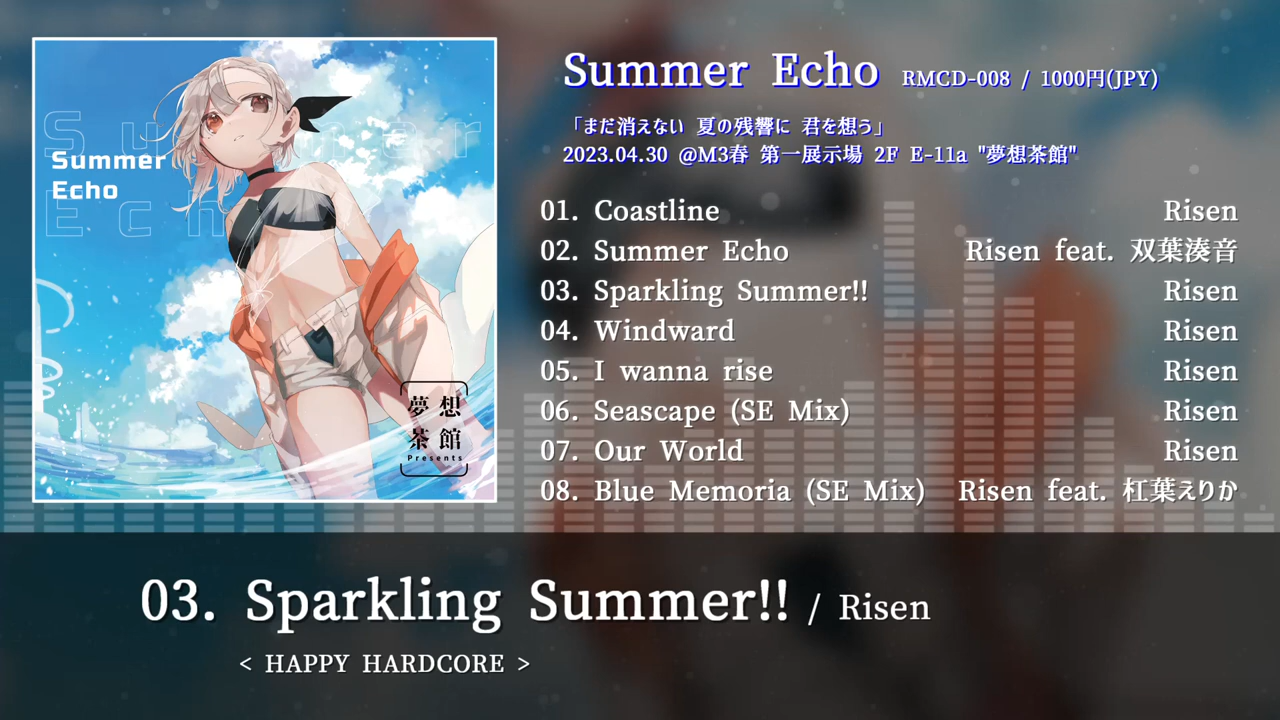 Summer Echo RMCD-008 / 1000円(JPY)
「まだ消えない 夏の残響に 君を想う」
2023.04.30 @M3春 第一展示場 2F E-11a "夢想茶館"
Summer
Echo
夢想
茶館
Presents
01. Coastline Risen
02. Summer Echo Risen feat. 双葉湊音
03. Sparkling Summer!! Risen
04. Windward Risen
05. I wanna rise Risen
06. Seascape (SE Mix) Risen
07. Our World Risen
08. Blue Memoria (SE Mix) Risen feat. 杠葉えりか
03. Sparkling Summer!! / Risen
< HAPPY HARDCORE >